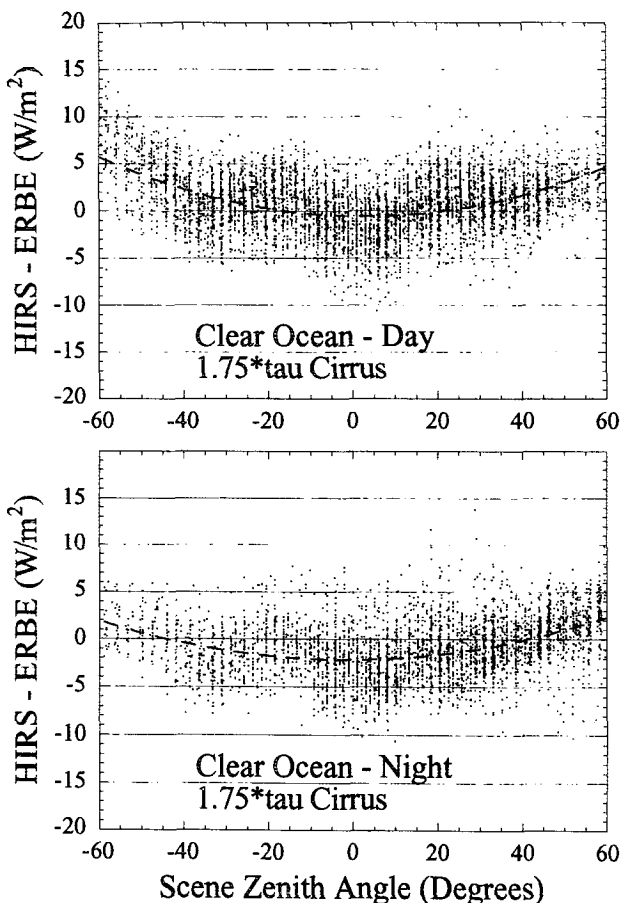 20
15
10
5
0
-5
-10
-15
-20
HIRS - ERBE (W/m²)
Clear Ocean - Day
1.75*tau Cirrus
-60 -40 -20 0 20 40 60
15
10
5
0
-5
-10
-15
-20
HIRS - ERBE (W/m²)
Clear Ocean - Night
1.75*tau Cirrus
-60 -40 -20 0 20 40 60
Scene Zenith Angle (Degrees)